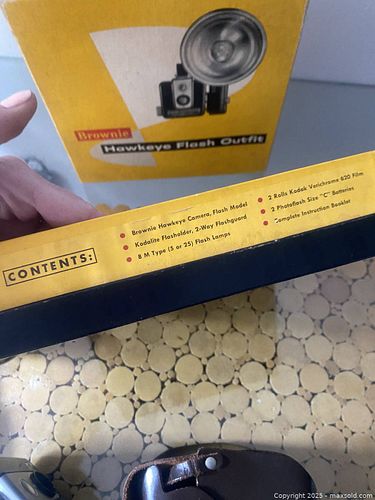 Brownie
Hawkeye Flash Outfit
CONTENTS:
Brownie Hawkeye Camera, Flash Model
Kodalite Flasholder, 2-Way Flashguard
8 M Type (5 or 25) Flash Lamps
2 Rolls Kodak Verichrome 620 Film
2 Photoflash Size "C" Batteries
Complete Instruction Booklet
Copyright 2025 - maxsold.com